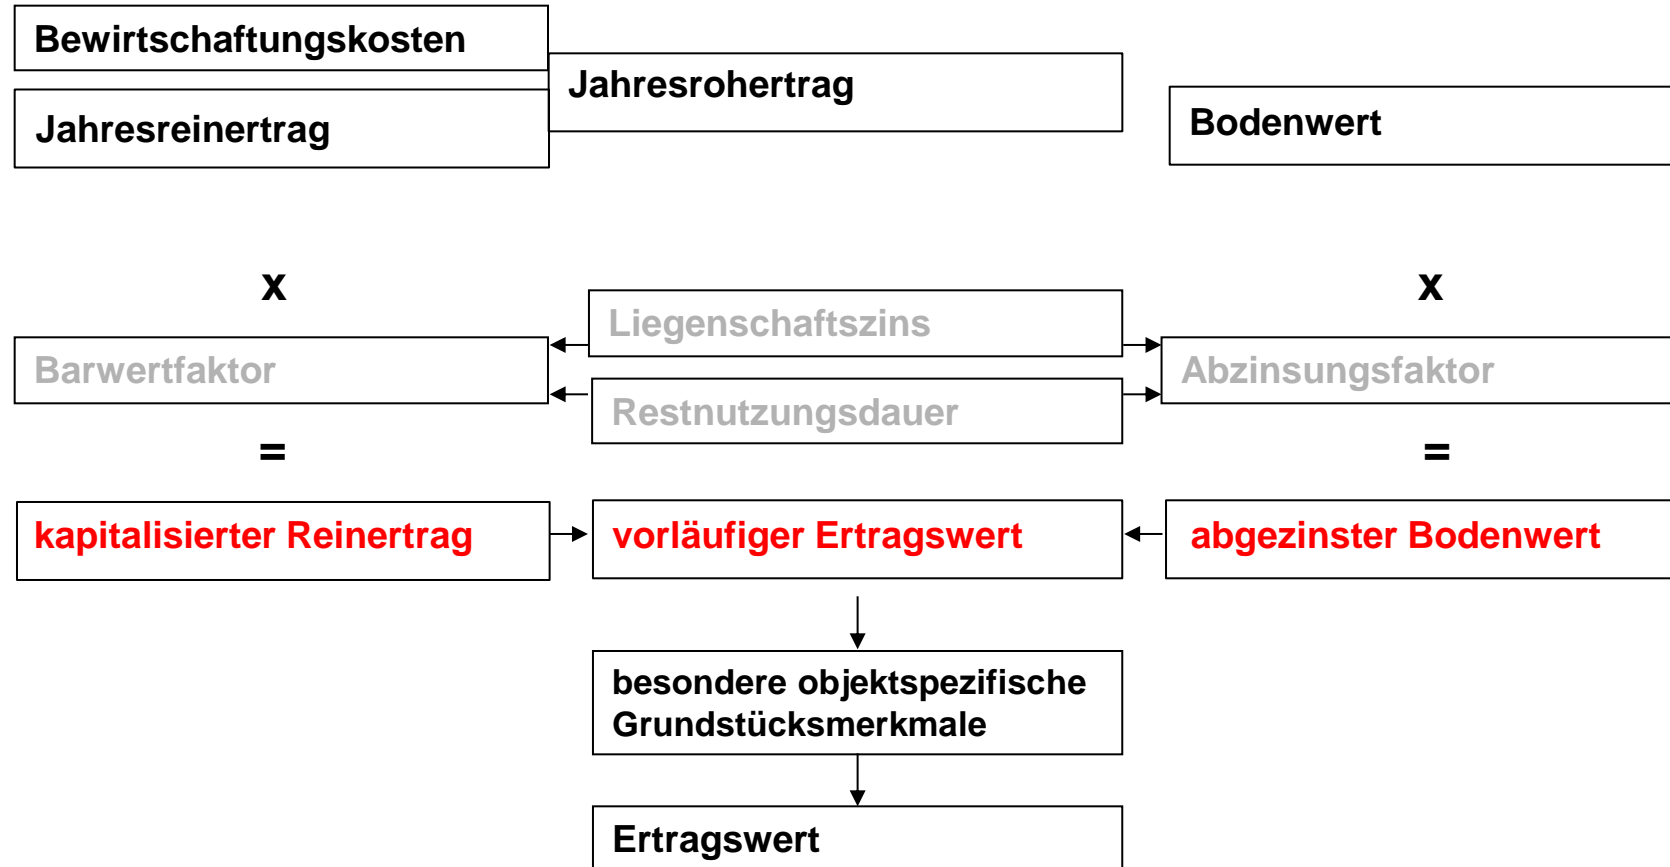 Bewirtschaftungskosten
Jahresrohertrag
Jahresreinertrag
Bodenwert
x
x
Liegenschaftszins
Barwertfaktor
Abzinsungsfaktor
Restnutzungsdauer
=
=
kapitalisierter Reinertrag
vorläufiger Ertragswert
abgezinster Bodenwert
besondere objektspezifische
Grundstücksmerkmale
Ertragswert